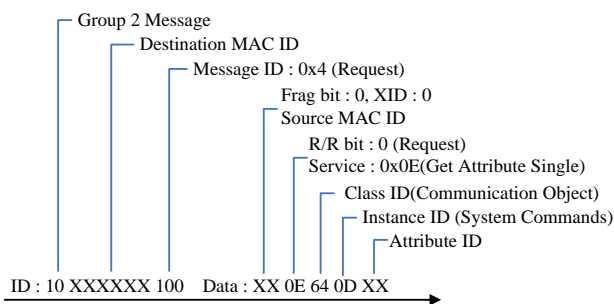 Group 2 Message
Destination MAC ID
Message ID : 0x4 (Request)
Frag bit : 0, XID : 0
Source MAC ID
R/R bit : 0 (Request)
Service : 0x0E(Get Attribute Single)
Class ID(Communication Object)
Instance ID (System Commands)
Attribute ID
ID : 10 XXXXXX 100 Data : XX 0E 64 0D XX